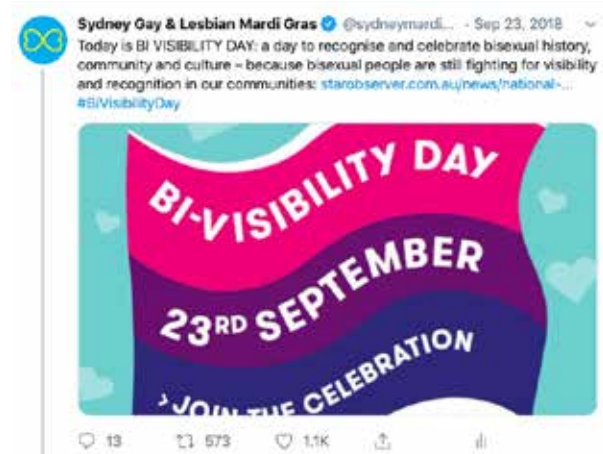 Sydney Gay & Lesbian Mardi Gras @sydneymardi... · Sep 23, 2018
Today is BI VISIBILITY DAY: a day to recognise and celebrate bisexual history,
community and culture – because bisexual people are still fighting for visibility
and recognition in our communities: starobserver.com.au/news/national-...
#BiVisibilityDay
BI-VISIBILITY DAY
23RD SEPTEMBER
› JOIN THE CELEBRATION
13 573 1.1K